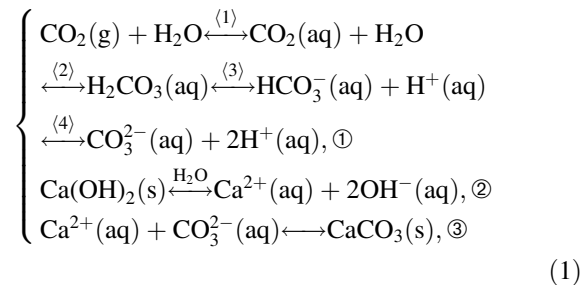 CO₂(g) + H₂O ⟷⟨1⟩ CO₂(aq) + H₂O
⟷⟨2⟩ H₂CO₃(aq) ⟷⟨3⟩ HCO₃⁻(aq) + H⁺(aq)
⟷⟨4⟩ CO₃²⁻(aq) + 2H⁺(aq), ①
Ca(OH)₂(s) ⟷H₂O Ca²⁺(aq) + 2OH⁻(aq), ②
Ca²⁺(aq) + CO₃²⁻(aq) ⟷ CaCO₃(s), ③
(1)